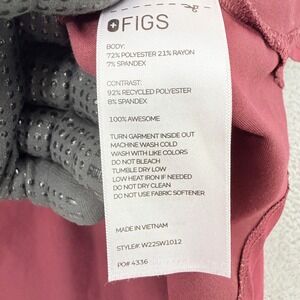 FIGS
BODY:
72% POLYESTER 21% RAYON
7% SPANDEX
CONTRAST:
92% RECYCLED POLYESTER
8% SPANDEX
100% AWESOME
TURN GARMENT INSIDE OUT
MACHINE WASH COLD
WASH WITH LIKE COLORS
DO NOT BLEACH
TUMBLE DRY LOW
LOW HEAT IRON IF NEEDED
DO NOT DRY CLEAN
DO NOT USE FABRIC SOFTENER
MADE IN VIETNAM
STYLE#: W22SW1012
PO# 4336